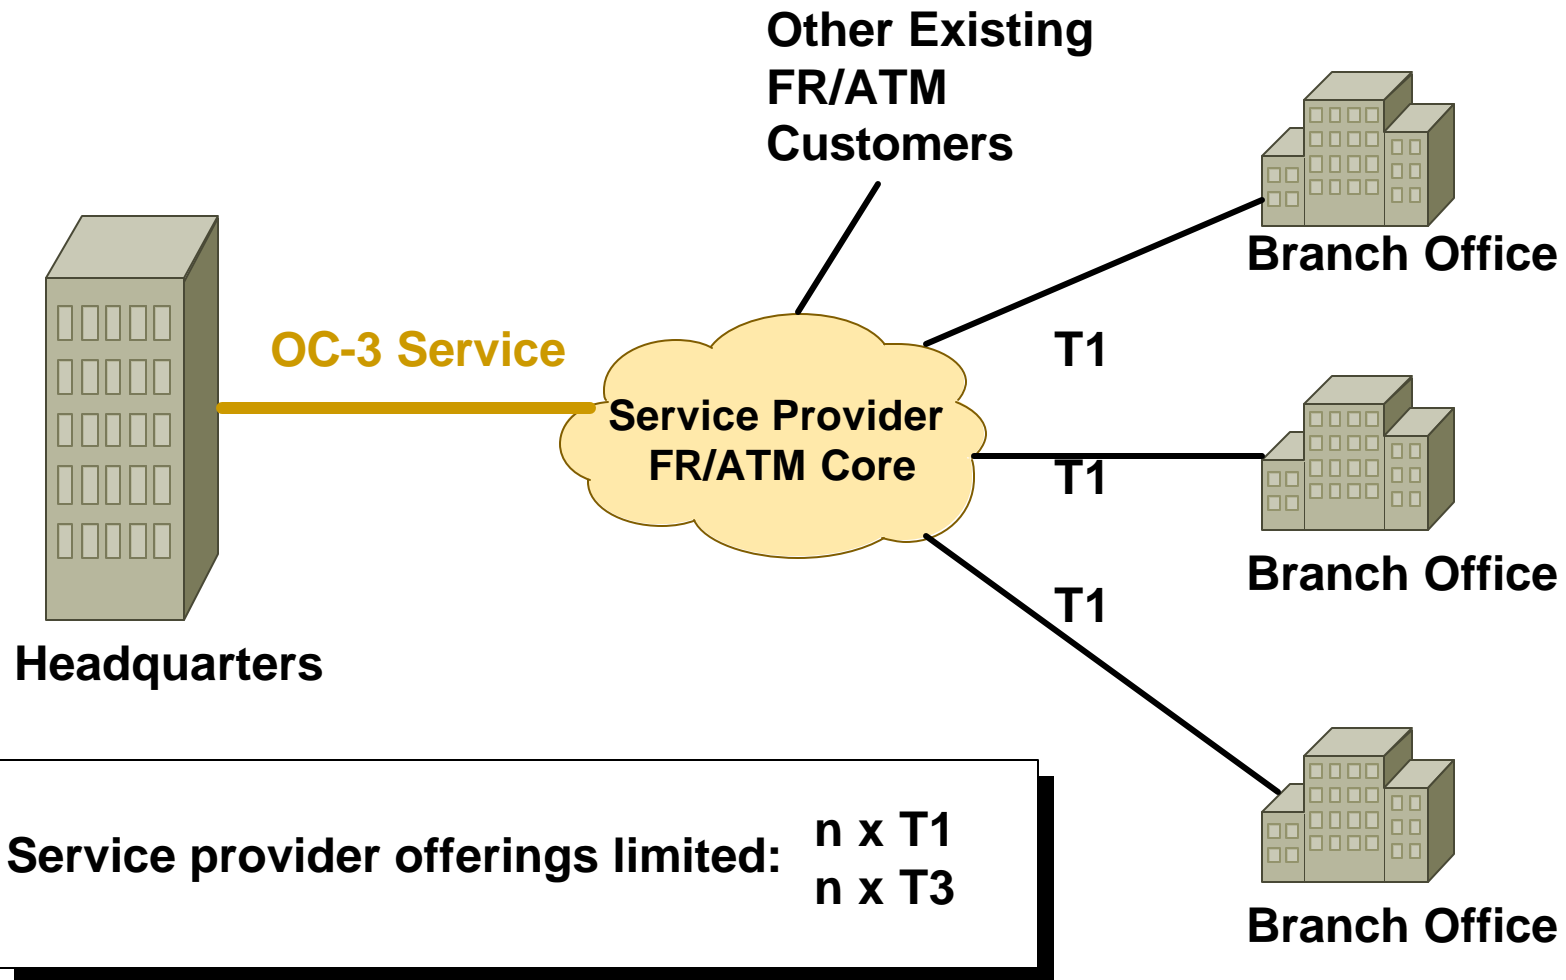 Other Existing
FR/ATM
Customers
Branch Office
OC-3 Service
T1
Service Provider
FR/ATM Core
T1
Branch Office
T1
Headquarters
Service provider offerings limited:
n x T1
n x T3
Branch Office